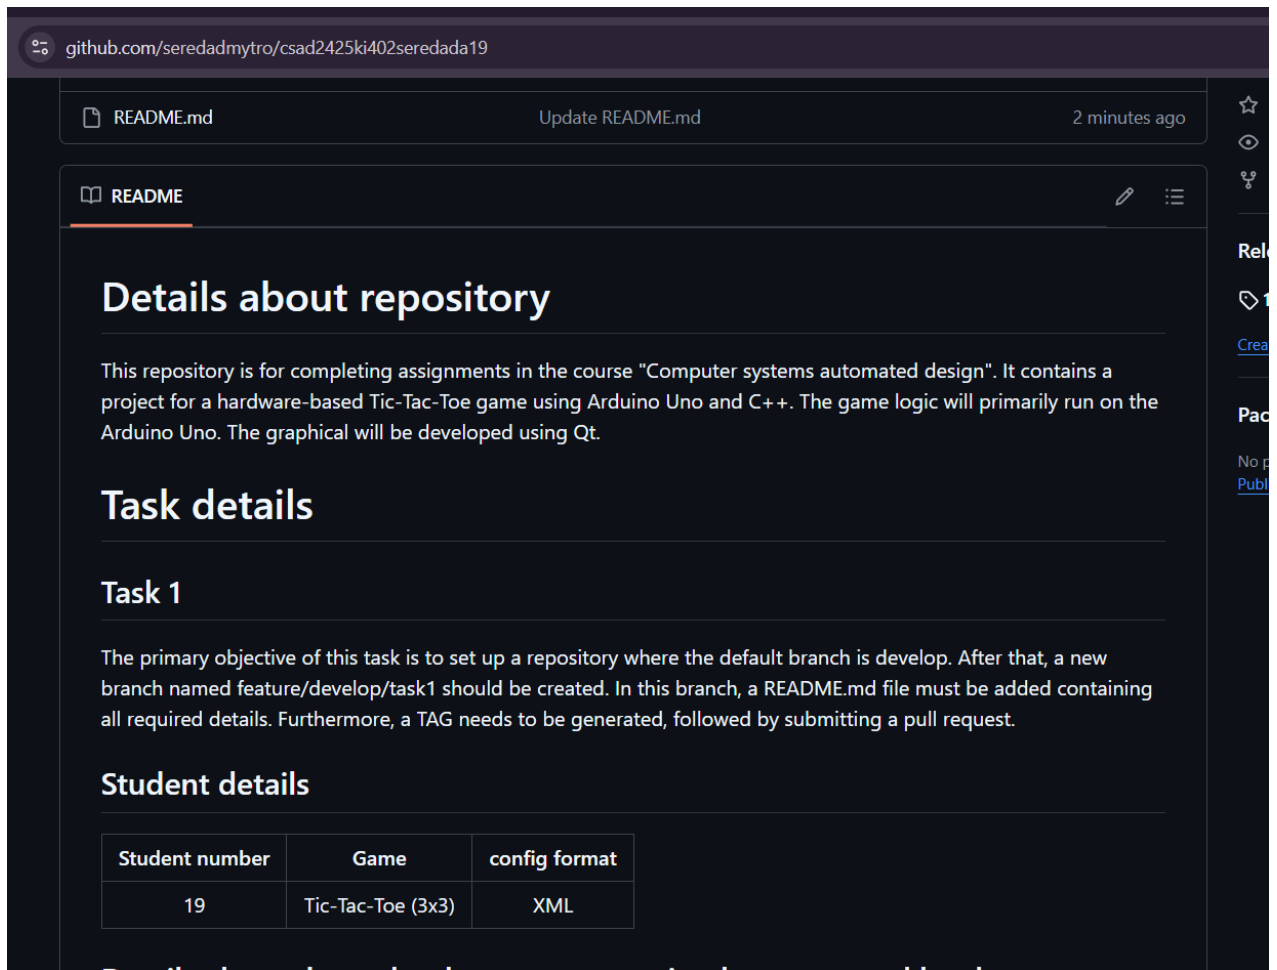 github.com/seredadmytro/csad2425ki402seredada19
README.md Update README.md 2 minutes ago
README
Details about repository
This repository is for completing assignments in the course "Computer systems automated design". It contains a
project for a hardware-based Tic-Tac-Toe game using Arduino Uno and C++. The game logic will primarily run on the
Arduino Uno. The graphical will be developed using Qt.
Task details
Task 1
The primary objective of this task is to set up a repository where the default branch is develop. After that, a new
branch named feature/develop/task1 should be created. In this branch, a README.md file must be added containing
all required details. Furthermore, a TAG needs to be generated, followed by submitting a pull request.
Student details
Student number Game config format
19 Tic-Tac-Toe (3x3) XML
No